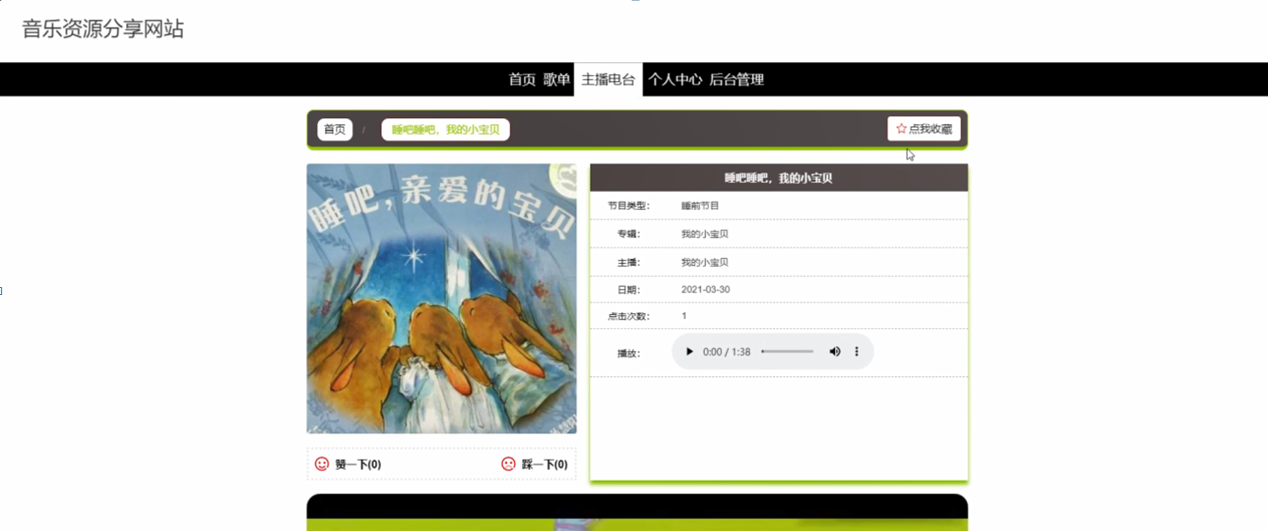 音乐资源分享网站
首页 歌单 主播电台 个人中心 后台管理
首页 / 睡吧睡吧，我的小宝贝 ☆点我收藏
睡吧，亲爱的宝贝
睡吧睡吧，我的小宝贝
节目类型： 睡前节目
专辑： 我的小宝贝
主播： 我的小宝贝
日期： 2021-03-30
点击次数： 1
播放： 0:00 / 1:38
赞一下(0) 踩一下(0)